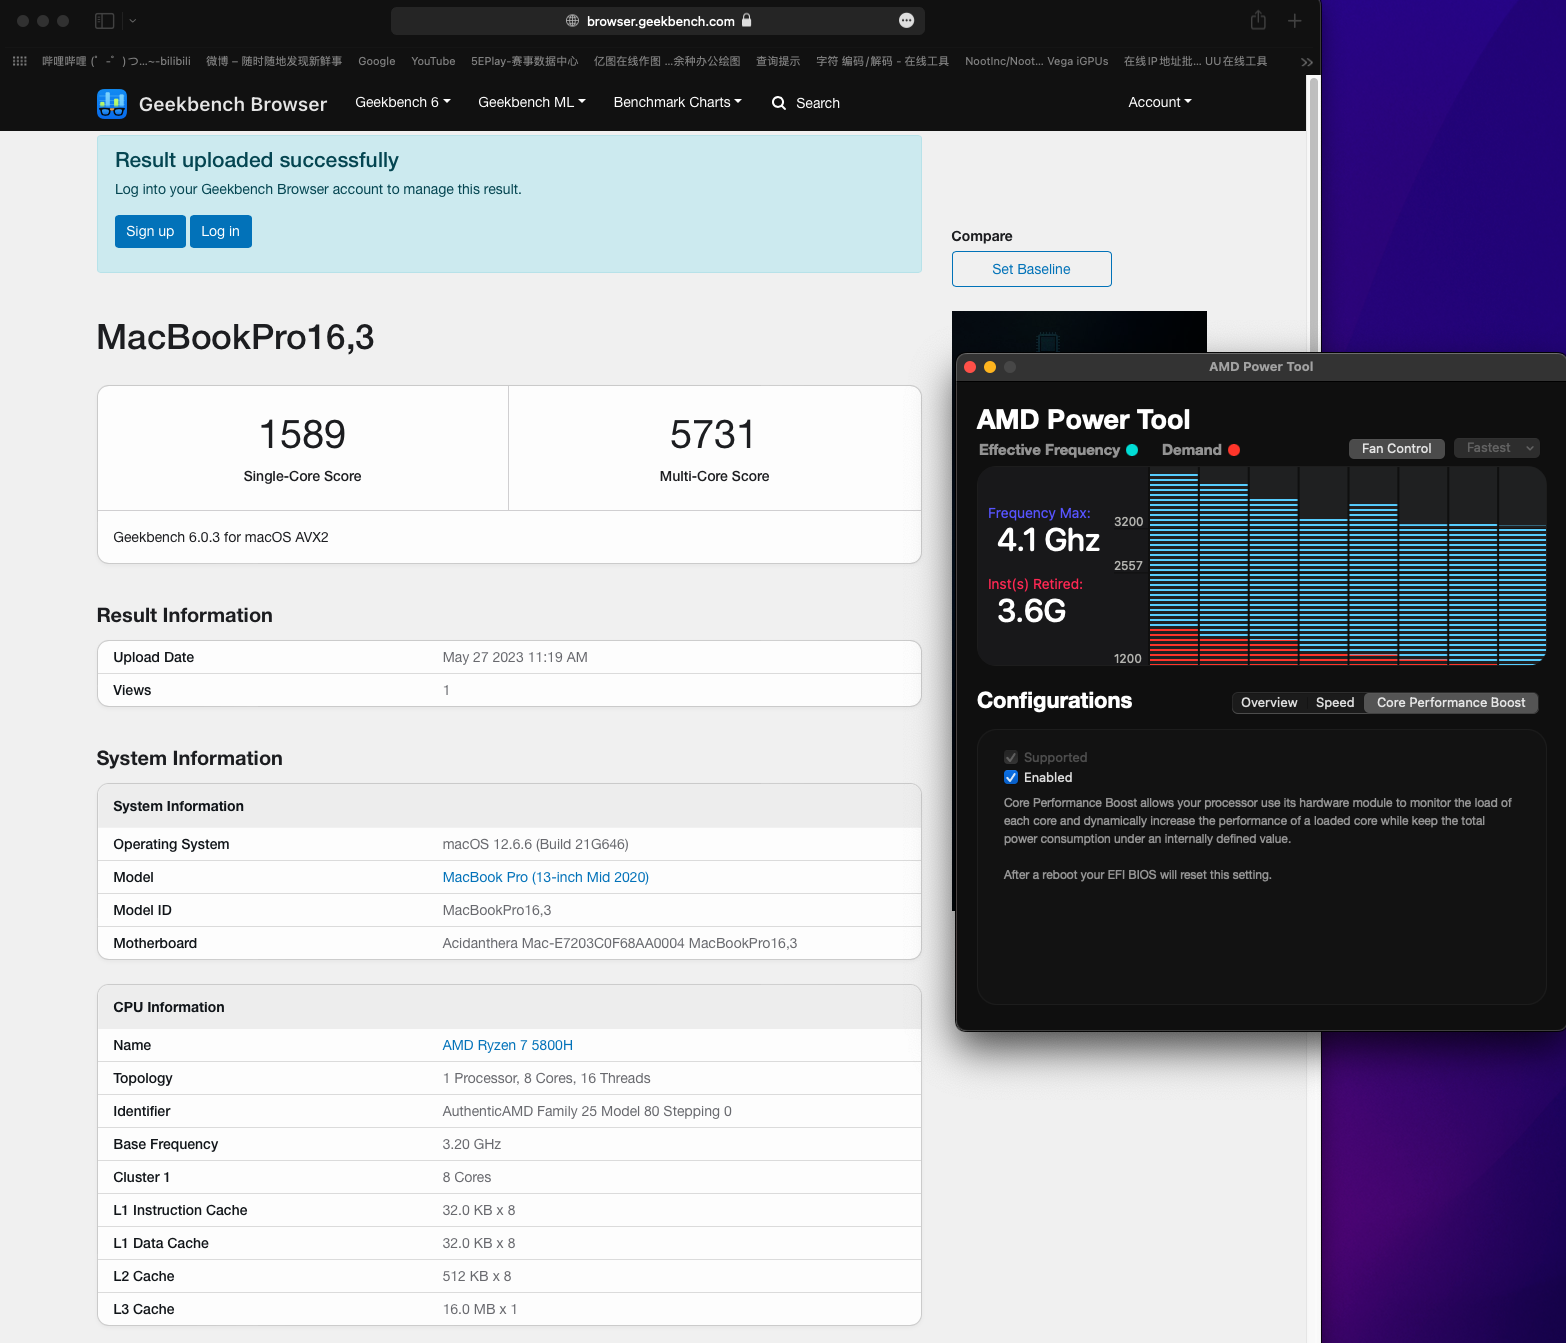 browser.geekbench.com
哔哩哔哩 (゜-゜)つ...~-bilibili
微博 – 随时随地发现新鲜事
Google
YouTube
5EPlay-赛事数据中心
亿图在线作图 ...余种办公绘图
查询提示
字符 编码/解码 - 在线工具
NootInc/Noot... Vega iGPUs
在线IP地址批... UU在线工具
Geekbench Browser
Geekbench 6
Geekbench ML
Benchmark Charts
Search
Account
Result uploaded successfully
Log into your Geekbench Browser account to manage this result.
Sign up
Log in
Compare
Set Baseline
MacBookPro16,3
1589
Single-Core Score
5731
Multi-Core Score
Geekbench 6.0.3 for macOS AVX2
Result Information
Upload Date May 27 2023 11:19 AM
Views 1
System Information
System Information
Operating System macOS 12.6.6 (Build 21G646)
Model MacBook Pro (13-inch Mid 2020)
Model ID MacBookPro16,3
Motherboard Acidanthera Mac-E7203C0F68AA0004 MacBookPro16,3
CPU Information
Name AMD Ryzen 7 5800H
Topology 1 Processor, 8 Cores, 16 Threads
Identifier AuthenticAMD Family 25 Model 80 Stepping 0
Base Frequency 3.20 GHz
Cluster 1 8 Cores
L1 Instruction Cache 32.0 KB x 8
L1 Data Cache 32.0 KB x 8
L2 Cache 512 KB x 8
L3 Cache 16.0 MB x 1
AMD Power Tool
AMD Power Tool
Effective Frequency
Demand
Fan Control
Fastest
Frequency Max:
4.1 Ghz
Inst(s) Retired:
3.6G
3200
2557
1200
Configurations
Overview
Speed
Core Performance Boost
Supported
Enabled
Core Performance Boost allows your processor use its hardware module to monitor the load of
each core and dynamically increase the performance of a loaded core while keep the total
power consumption under an internally defined value.
After a reboot your EFI BIOS will reset this setting.